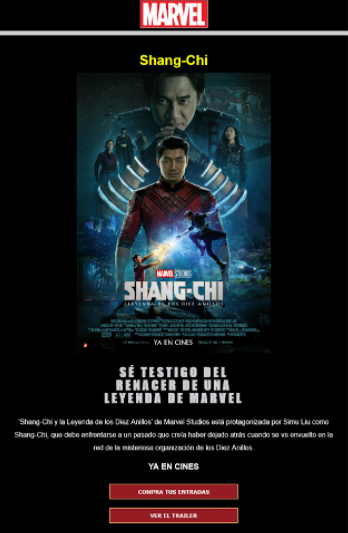 MARVEL
Shang-Chi
MARVEL STUDIOS
SHANG-CHI
LA LEYENDA DE LOS DIEZ ANILLOS
YA EN CINES
SÉ TESTIGO DEL
RENACER DE UNA
LEYENDA DE MARVEL
'Shang-Chi y la Leyenda de los Diez Anillos' de Marvel Studios está protagonizada por Simu Liu como
Shang-Chi, que debe enfrentarse a un pasado que creía haber dejado atrás cuando se ve envuelto en la
red de la misteriosa organización de los Diez Anillos.
YA EN CINES
COMPRA TUS ENTRADAS
VER EL TRAILER